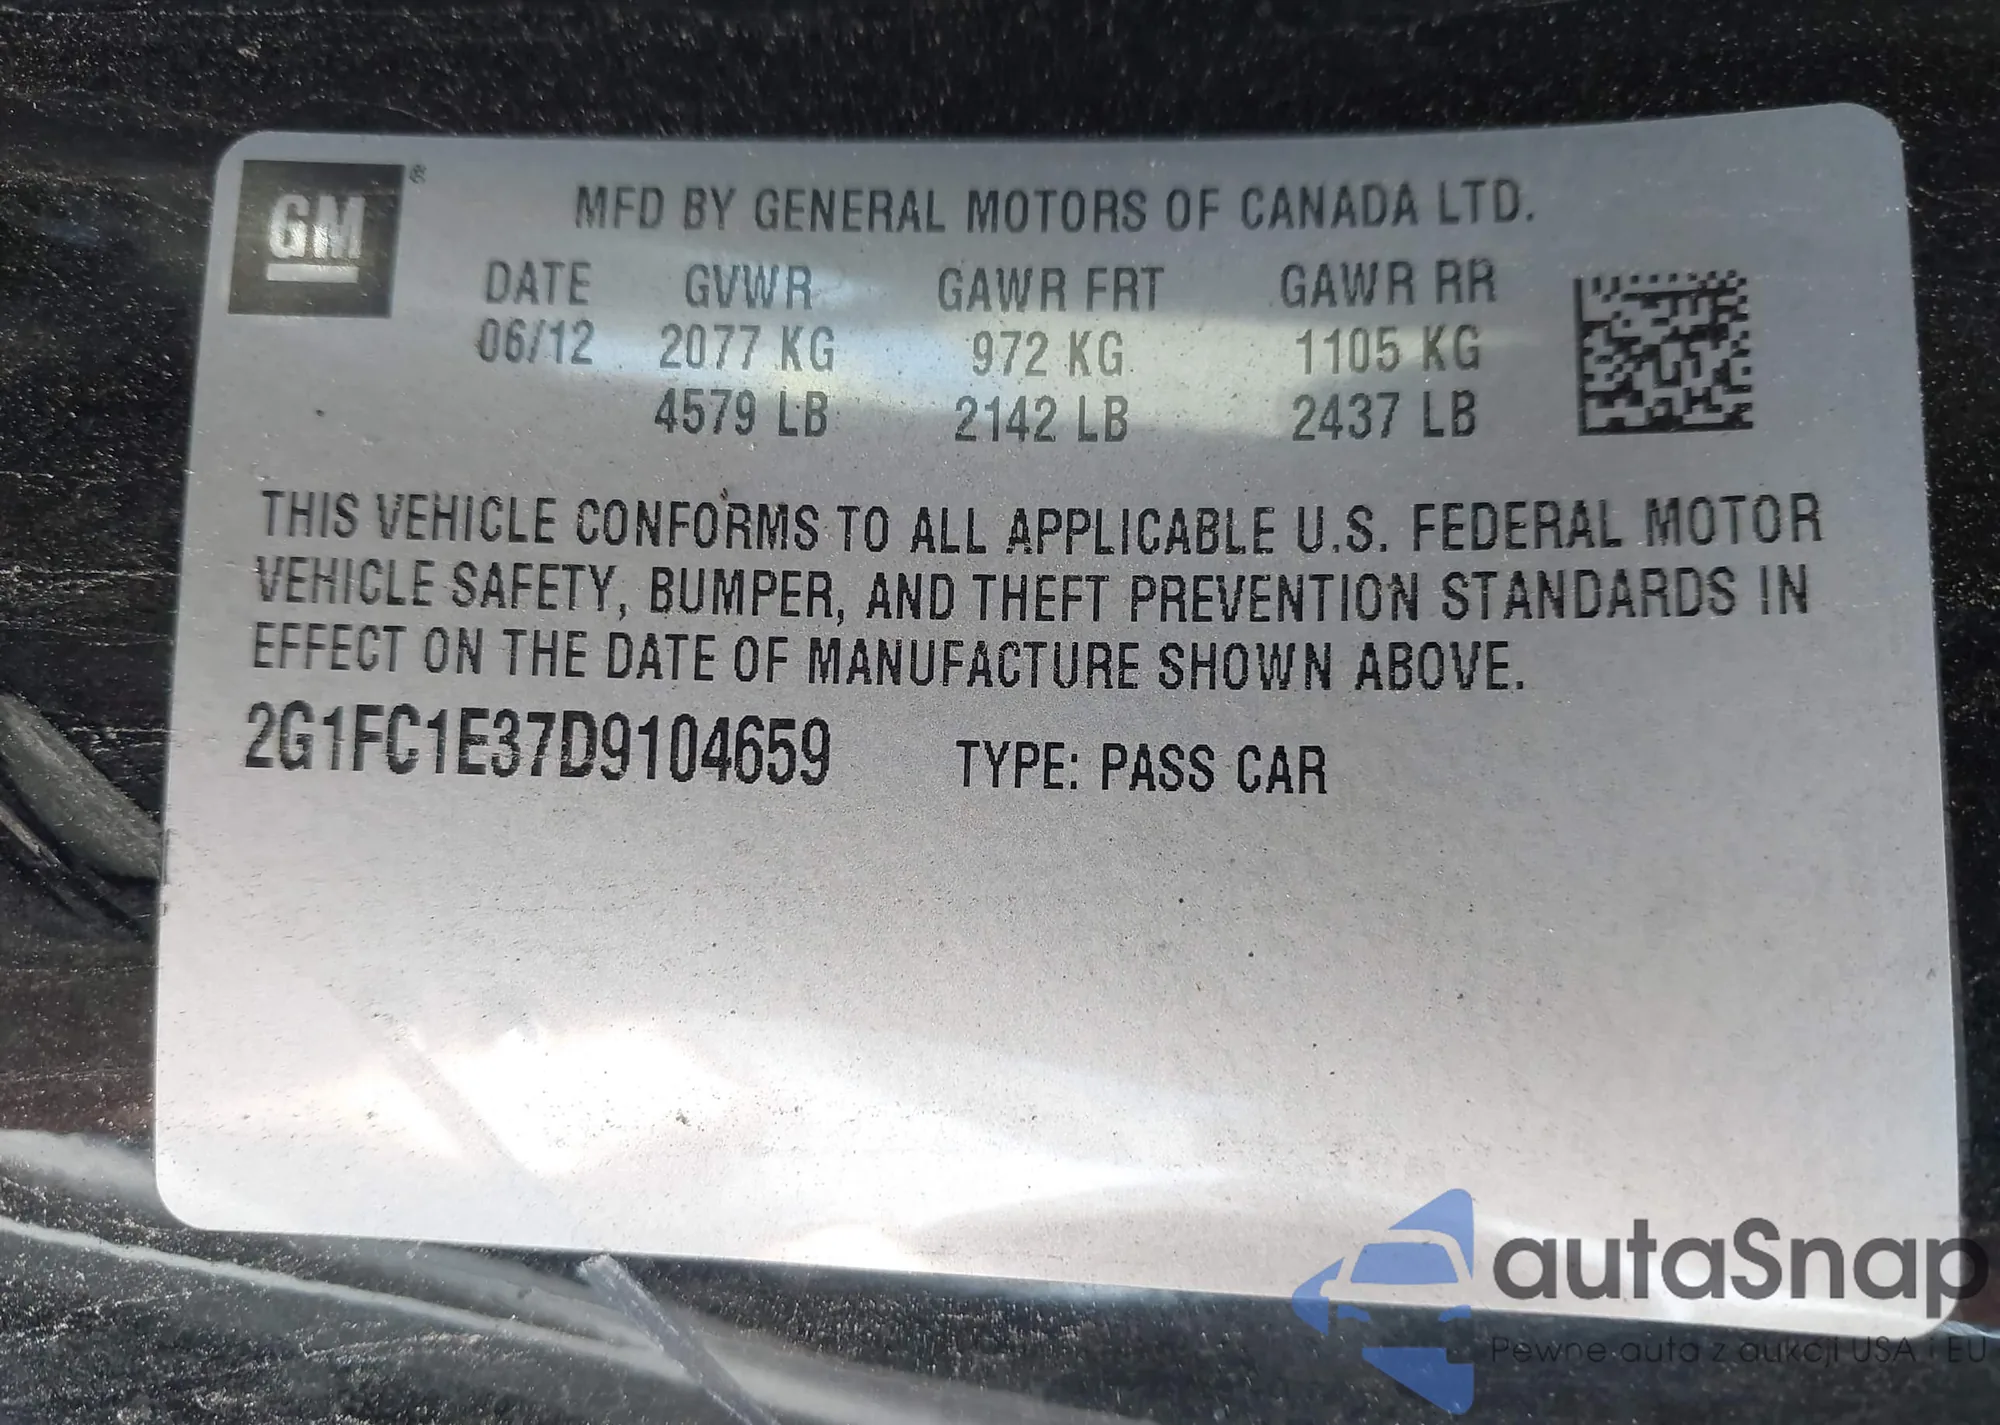 GM®
MFD BY GENERAL MOTORS OF CANADA LTD.
DATE GVWR GAWR FRT GAWR RR
06/12 2077 KG 972 KG 1105 KG
4579 LB 2142 LB 2437 LB
THIS VEHICLE CONFORMS TO ALL APPLICABLE U.S. FEDERAL MOTOR
VEHICLE SAFETY, BUMPER, AND THEFT PREVENTION STANDARDS IN
EFFECT ON THE DATE OF MANUFACTURE SHOWN ABOVE.
2G1FC1E37D9104659 TYPE: PASS CAR
autaSnap
Pewne auta z aukcji USA i EU